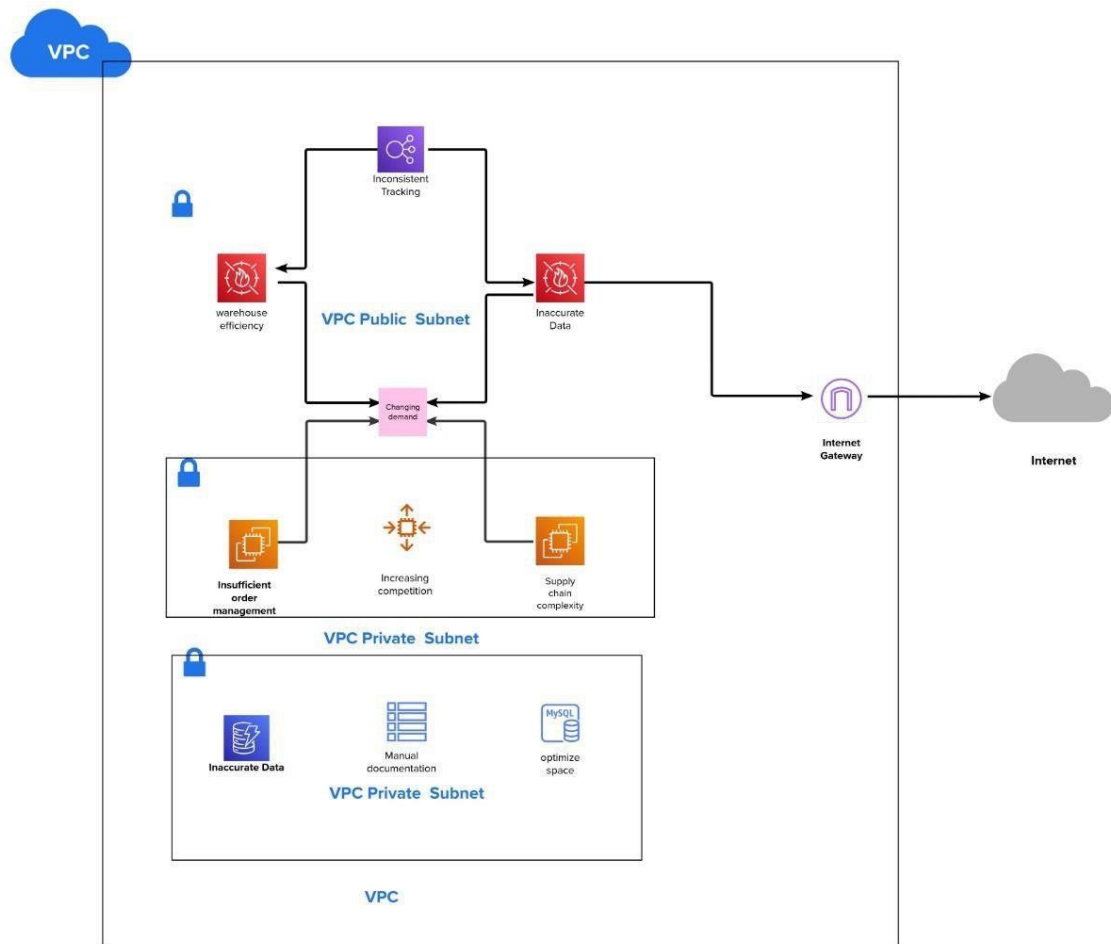 VPC
Inconsistent
Tracking
warehouse
efficiency
VPC Public Subnet
Inaccurate
Data
Changing
demand
Internet
Gateway
Internet
Insufficient
order
management
Increasing
competition
Supply
chain
complexity
VPC Private Subnet
Inaccurate Data
Manual
documentation
MySQL
optimize
space
VPC Private Subnet
VPC